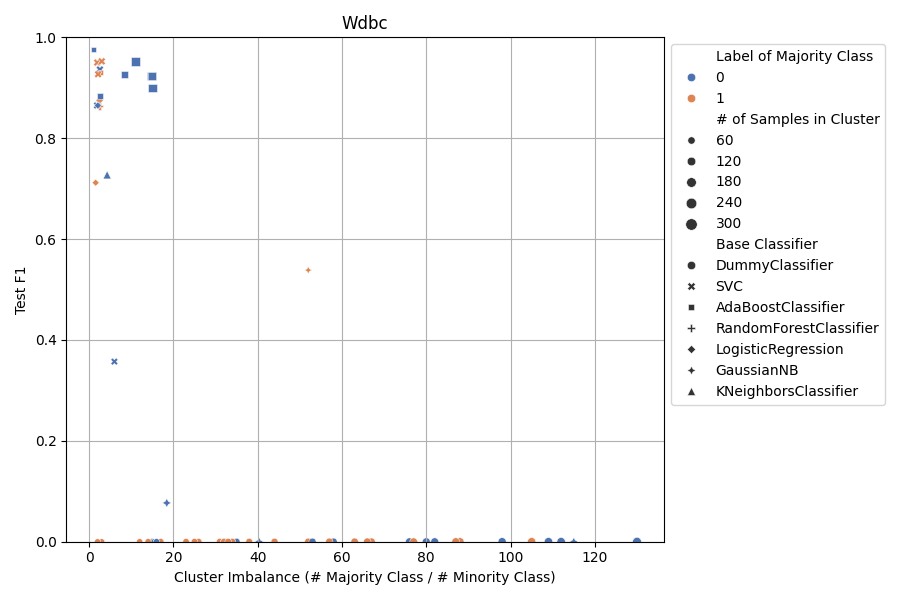 Wdbc
1.0
0.8
0.6
0.4
0.2
0.0
Test F1
0
20
40
60
80
100
120
Cluster Imbalance (# Majority Class / # Minority Class)
Label of Majority Class
0
1
# of Samples in Cluster
60
120
180
240
300
Base Classifier
DummyClassifier
SVC
AdaBoostClassifier
RandomForestClassifier
LogisticRegression
GaussianNB
KNeighborsClassifier